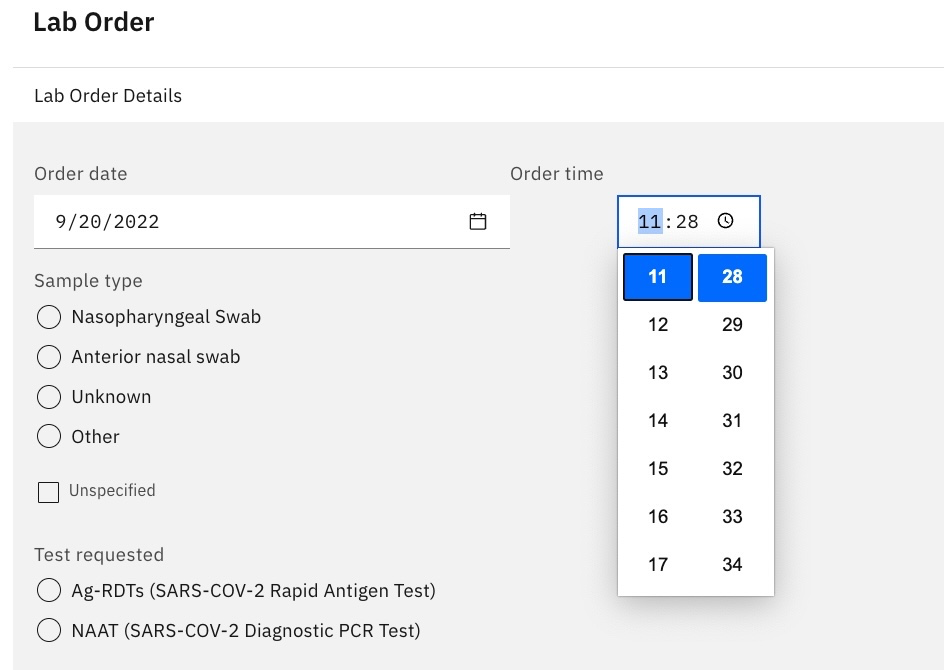 Lab Order
Lab Order Details
Order date
Order time
9/20/2022
11:28
11 28
12 29
13 30
14 31
15 32
16 33
17 34
Sample type
Nasopharyngeal Swab
Anterior nasal swab
Unknown
Other
Unspecified
Test requested
Ag-RDTs (SARS-COV-2 Rapid Antigen Test)
NAAT (SARS-COV-2 Diagnostic PCR Test)